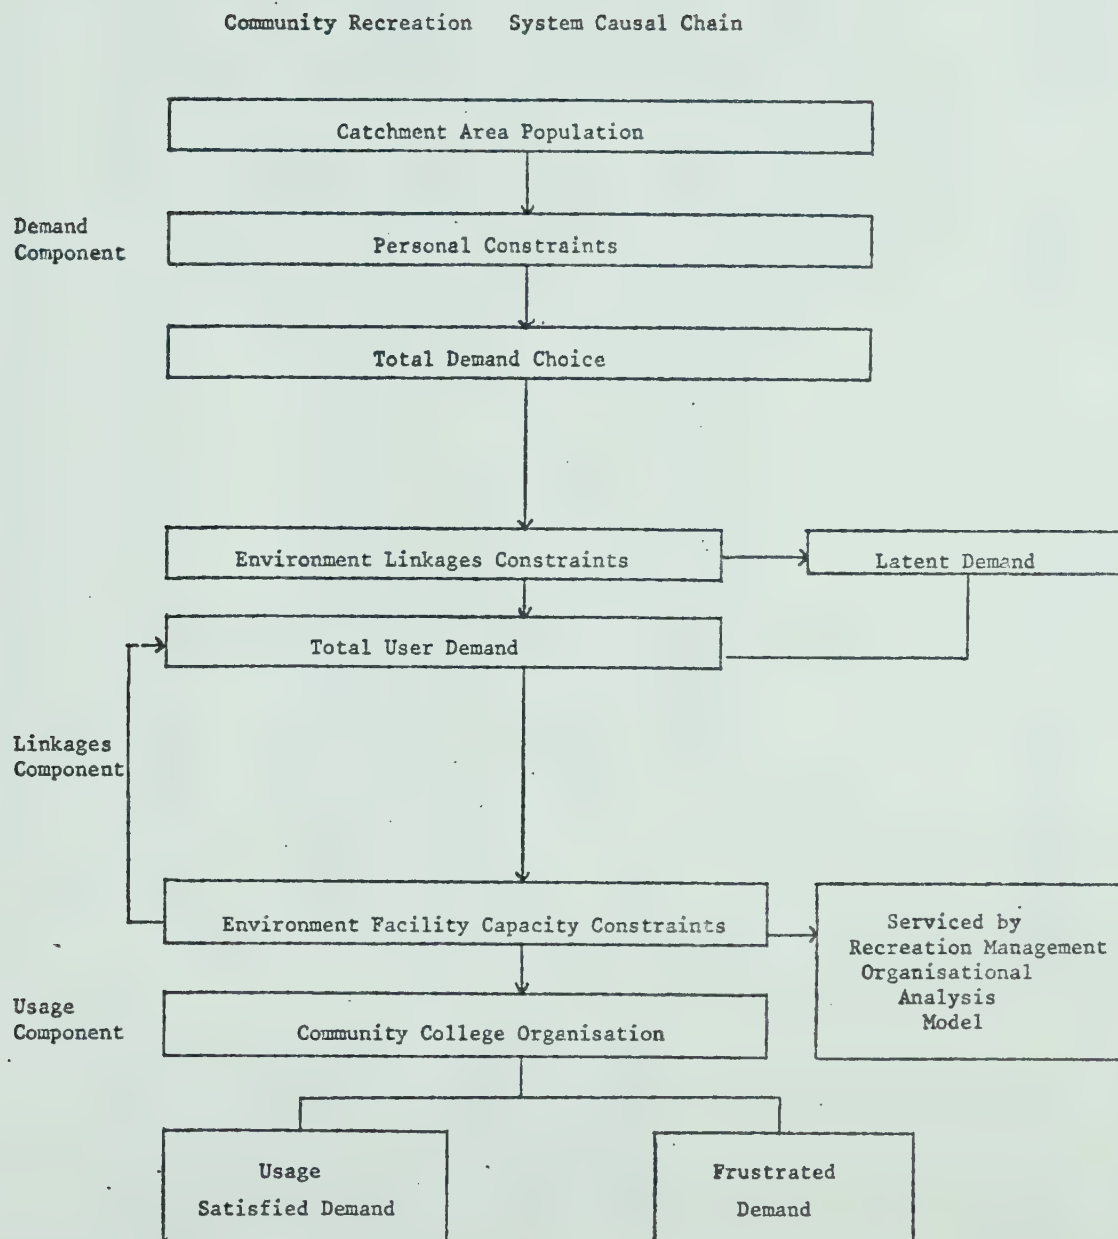 Community Recreation System Causal Chain
Catchment Area Population
Demand
Component
Personal Constraints
Total Demand Choice
Environment Linkages Constraints
Latent Demand
Total User Demand
Linkages
Component
Environment Facility Capacity Constraints
Serviced by
Recreation Management
Organisational
Analysis
Model
Usage
Component
Community College Organisation
Usage
Satisfied Demand
Frustrated
Demand